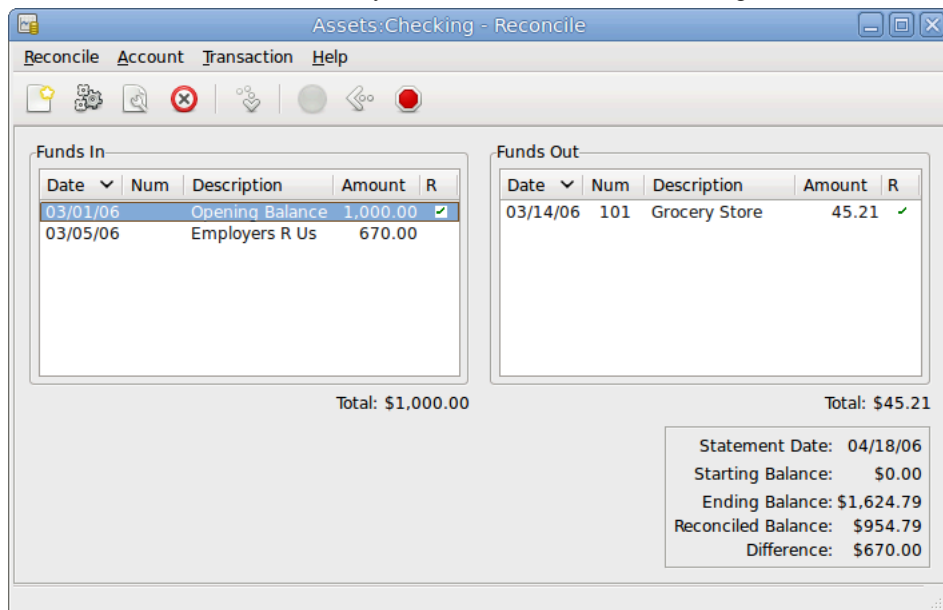 Assets:Checking - Reconcile
Reconcile Account Transaction Help
Funds In
Date Num Description Amount R
03/01/06 Opening Balance 1,000.00
03/05/06 Employers R Us 670.00
Total: $1,000.00
Funds Out
Date Num Description Amount R
03/14/06 101 Grocery Store 45.21
Total: $45.21
Statement Date: 04/18/06
Starting Balance: $0.00
Ending Balance: $1,624.79
Reconciled Balance: $954.79
Difference: $670.00